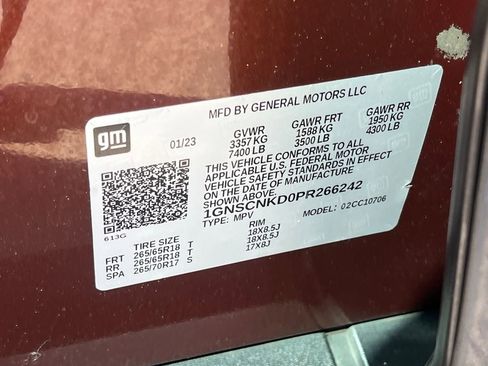 MFD BY GENERAL MOTORS LLC
gm
01/23
GVWR GAWR FRT GAWR RR
3357 KG 1588 KG 1950 KG
7400 LB 3500 LB 4300 LB
THIS VEHICLE CONFORMS TO ALL
APPLICABLE U.S. FEDERAL MOTOR
VEHICLE SAFETY STANDARDS IN EFFECT
ON THE DATE OF MANUFACTURE SHOWN ABOVE.
1GNSCNKD0PR266242
TYPE: MPV MODEL: 02CC10706
613G
TIRE SIZE RIM
FRT 265/65R18 T 18X8.5J
RR 265/65R18 T 18X8.5J
SPA 265/70R17 S 17X8J